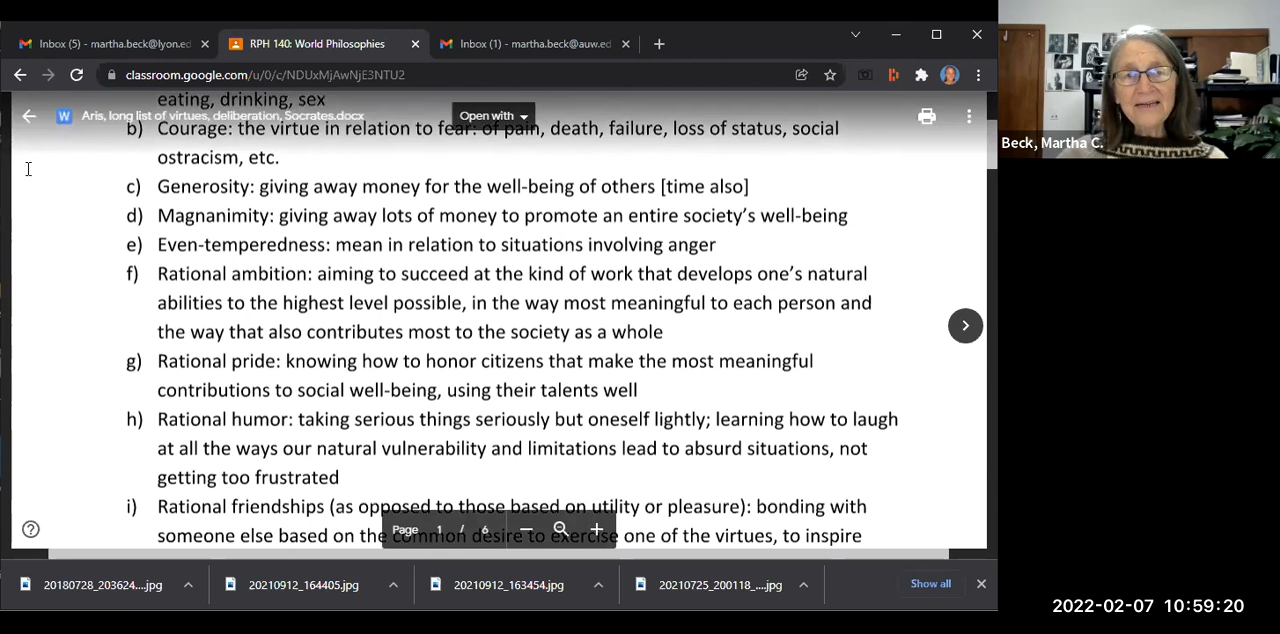 Inbox (5) - martha.beck@lyon.ed
RPH 140: World Philosophies
Inbox (1) - martha.beck@auw.ed
classroom.google.com/u/0/c/NDUxMjAwNjE3NTU2
eating, drinking, sex
W Aris, long list of virtues, deliberation, Socrates.docx
Open with
b) Courage: the virtue in relation to fear: of pain, death, failure, loss of status, social
ostracism, etc.
c) Generosity: giving away money for the well-being of others [time also]
d) Magnanimity: giving away lots of money to promote an entire society's well-being
e) Even-temperedness: mean in relation to situations involving anger
f) Rational ambition: aiming to succeed at the kind of work that develops one's natural
abilities to the highest level possible, in the way most meaningful to each person and
the way that also contributes most to the society as a whole
g) Rational pride: knowing how to honor citizens that make the most meaningful
contributions to social well-being, using their talents well
h) Rational humor: taking serious things seriously but oneself lightly; learning how to laugh
at all the ways our natural vulnerability and limitations lead to absurd situations, not
getting too frustrated
i) Rational friendships (as opposed to those based on utility or pleasure): bonding with
someone else based on the common desire to exercise one of the virtues, to inspire
Page 1 / 6
20180728_203624....jpg
20210912_164405.jpg
20210912_163454.jpg
20210725_200118_....jpg
Show all
Beck, Martha C.
2022-02-07 10:59:20